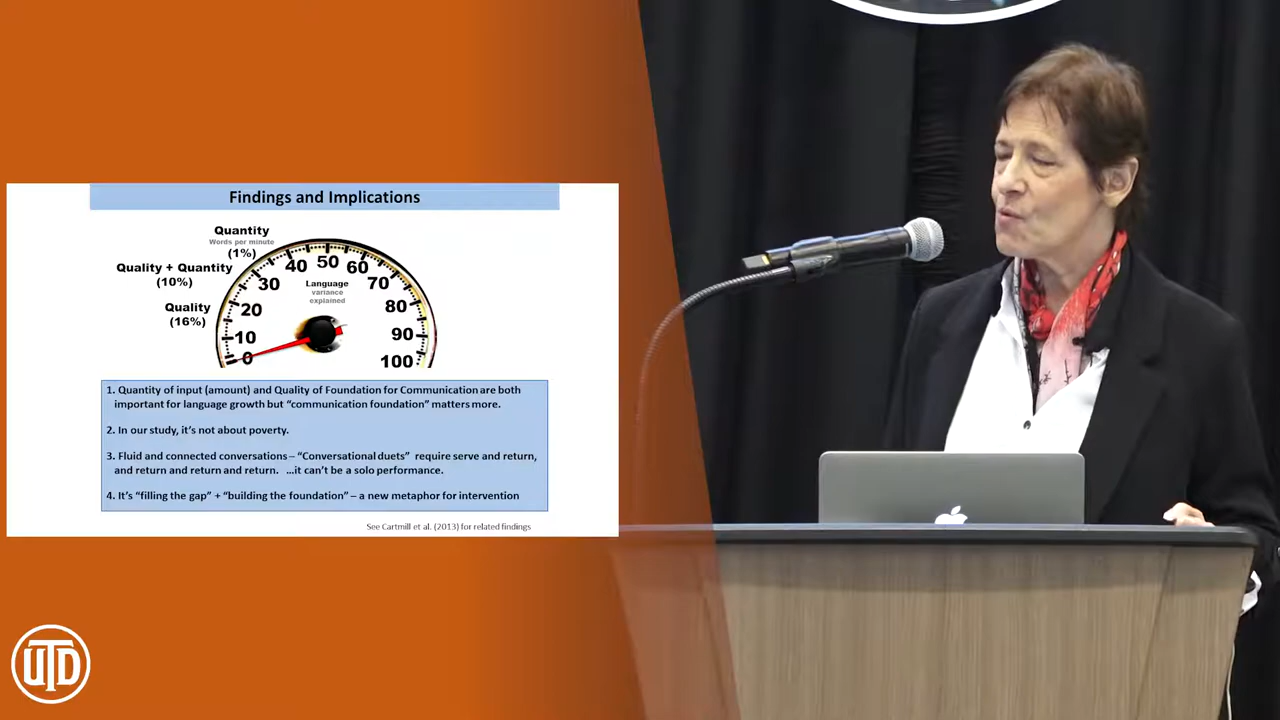 Findings and Implications
Quantity
Words per minute
(1%)
Quality + Quantity
(10%)
Quality
(16%)
0
10
20
30
40
50
60
70
80
90
100
Language
variance
explained
1. Quantity of input (amount) and Quality of Foundation for Communication are both
important for language growth but “communication foundation” matters more.
2. In our study, it’s not about poverty.
3. Fluid and connected conversations – “Conversational duets” require serve and return,
and return and return and return. …it can’t be a solo performance.
4. It’s “filling the gap” + “building the foundation” – a new metaphor for intervention
See Cartmill et al. (2013) for related findings
UTD